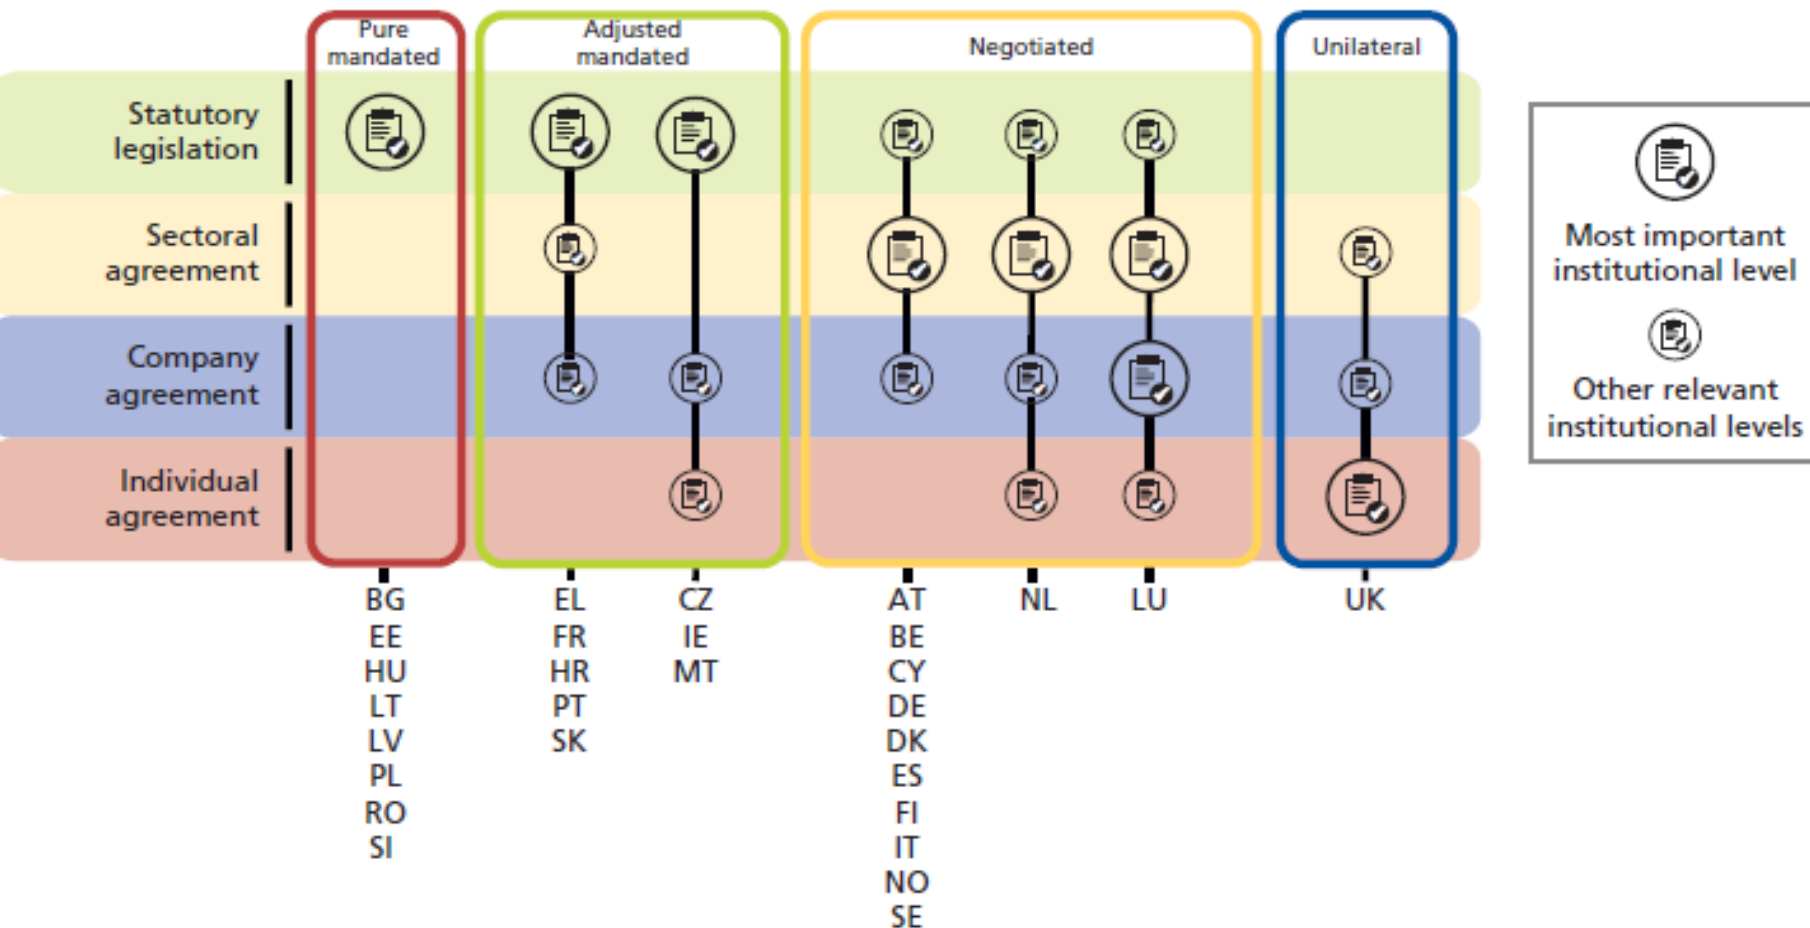 Pure
mandated
Adjusted
mandated
Negotiated
Unilateral
Statutory
legislation
Sectoral
agreement
Company
agreement
Individual
agreement
Most important
institutional level
Other relevant
institutional levels
BG
EE
HU
LT
LV
PL
RO
SI
EL
FR
HR
PT
SK
CZ
IE
MT
AT
BE
CY
DE
DK
ES
FI
IT
NO
SE
NL
LU
UK